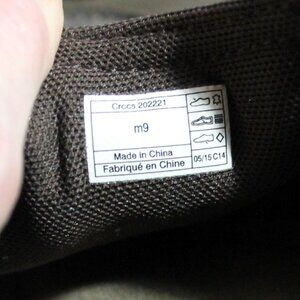 Crocs 202221
m9
Made in China
Fabriqué en Chine
05/15 C14